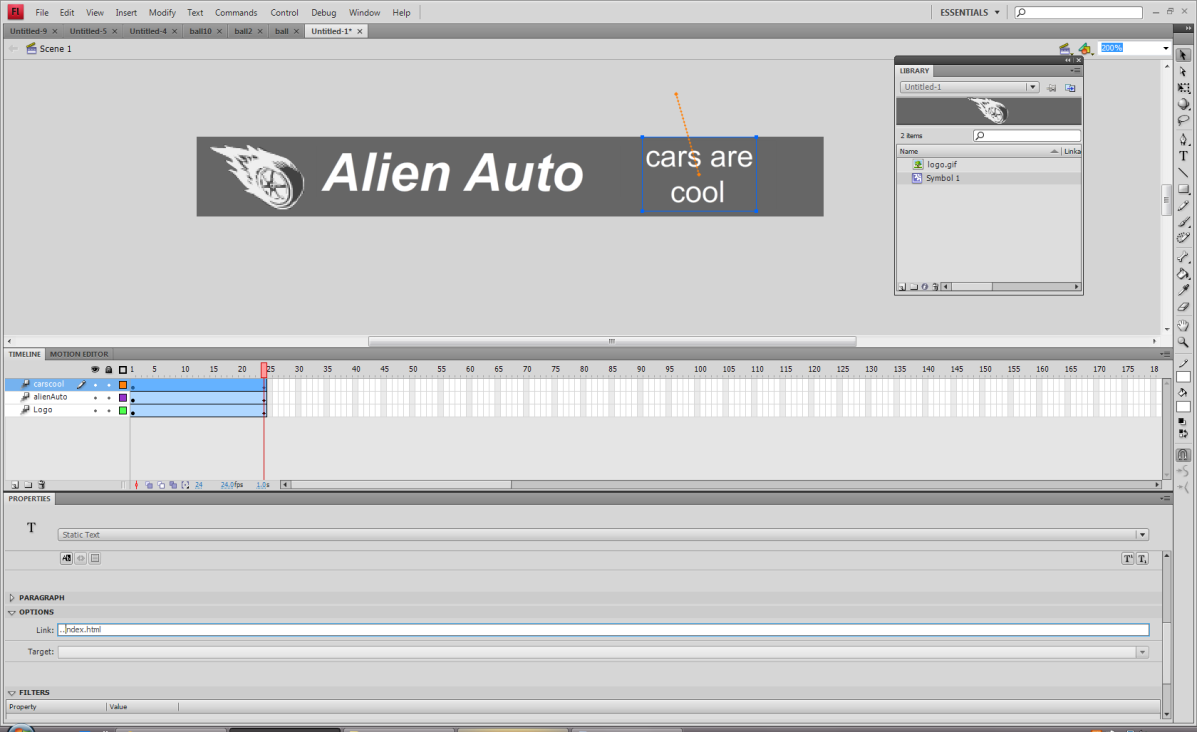 Fl File Edit View Insert Modify Text Commands Control Debug Window Help ESSENTIALS
Untitled-9 × Untitled-5 × Untitled-4 × ball10 × ball2 × ball × Untitled-1* ×
Scene 1 200%
LIBRARY
Untitled-1
2 items
Name Linka
logo.gif
Symbol 1
Alien Auto
cars are
cool
TIMELINE MOTION EDITOR
1 5 10 15 20 25 30 35 40 45 50 55 60 65 70 75 80 85 90 95 100 105 110 115 120 125 130 135 140 145 150 155 160 165 170 175 18
carscool
alienAuto
Logo
24 24.0fps 1.0s
PROPERTIES
T
Static Text
T T
PARAGRAPH
OPTIONS
Link: ..ndex.html
Target:
FILTERS
Property Value